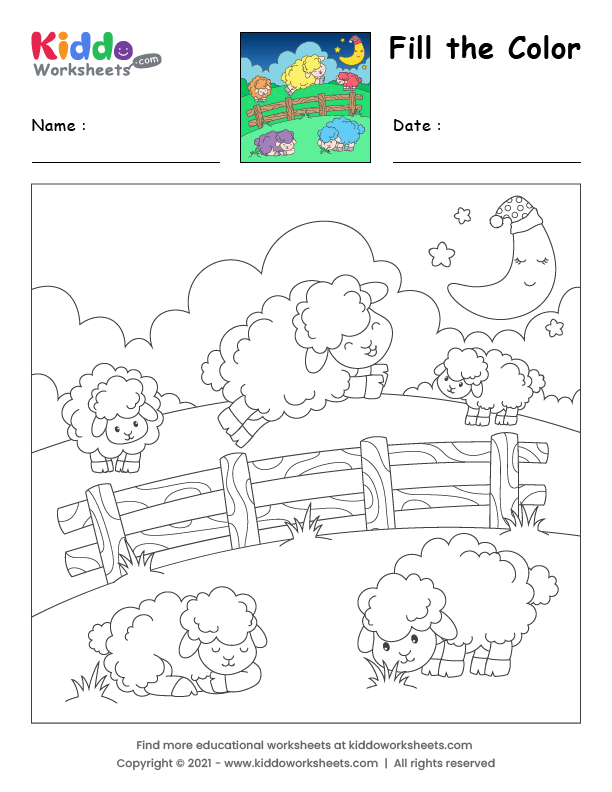 Kiddo
Worksheets.com
Fill the Color
Name :
Date :
Find more educational worksheets at kiddoworksheets.com
Copyright © 2021 - www.kiddoworksheets.com | All rights reserved